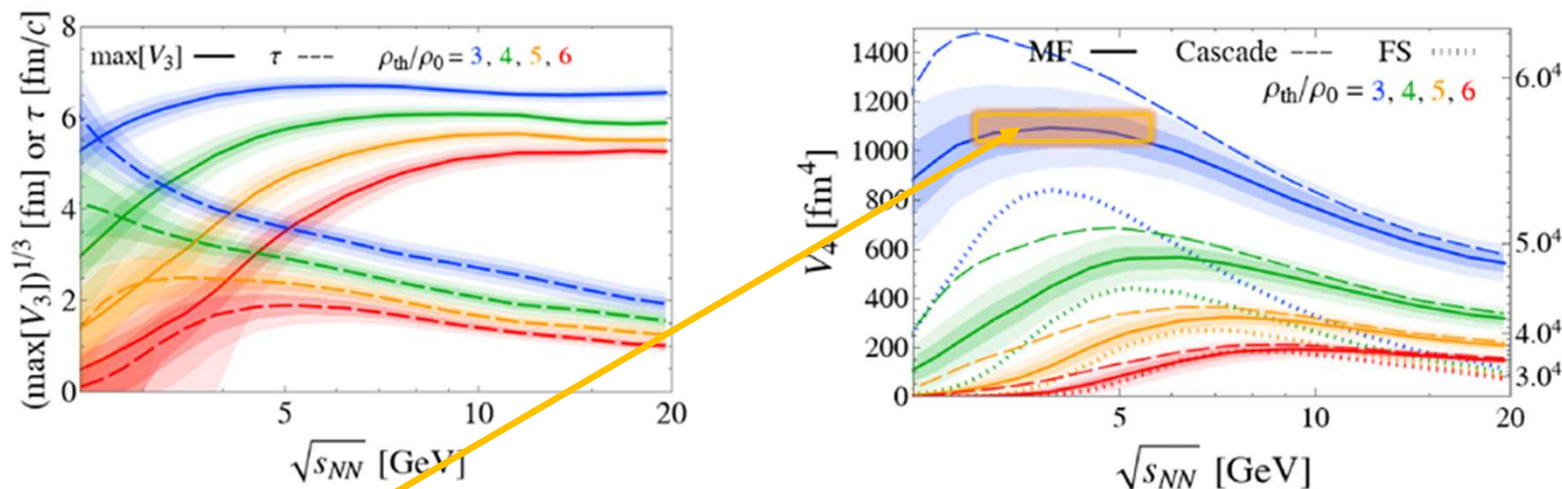 max[V₃] — τ --- ρth/ρ0 = 3, 4, 5, 6
(max[V₃])^1/3 [fm] or τ [fm/c]
8
6
4
2
0
5 10 20
√sNN [GeV]
MF — Cascade --- FS ⋯⋯
ρth/ρ0 = 3, 4, 5, 6
V₄ [fm⁴]
1400
1200
1000
800
600
400
200
0
6.0⁴
5.0⁴
4.0⁴
3.0⁴
5 10 20
√sNN [GeV]